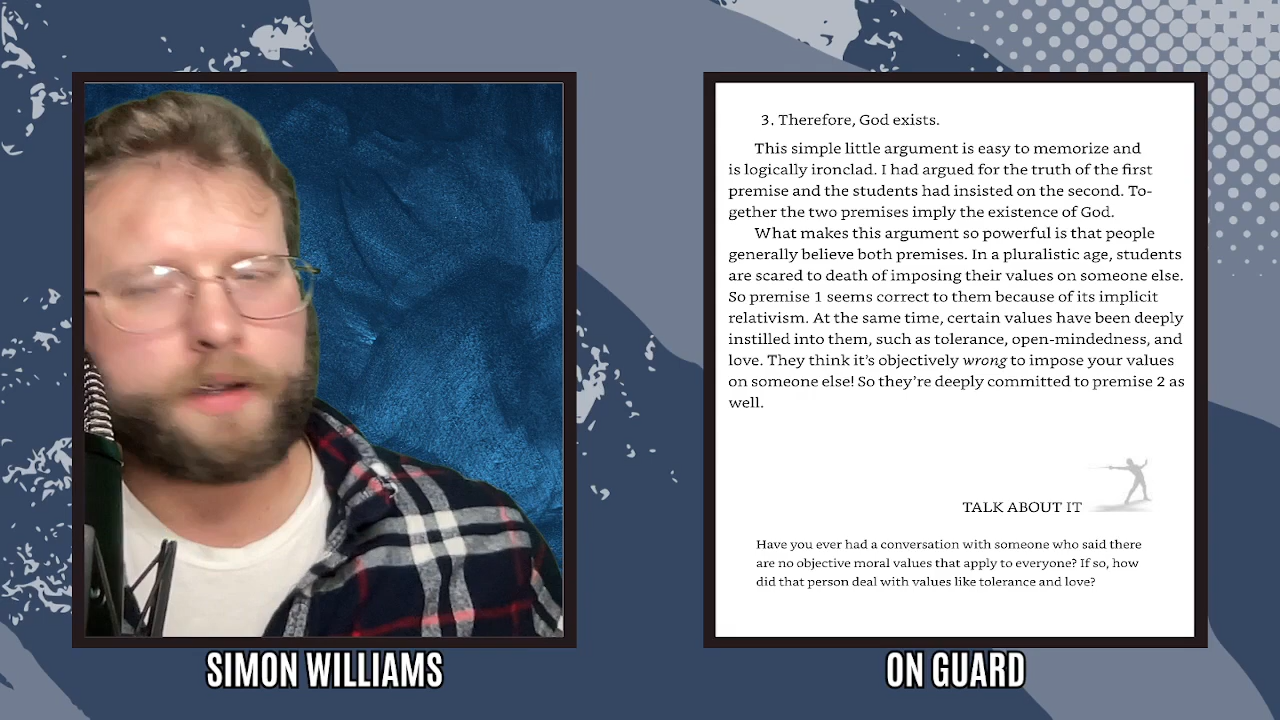 3. Therefore, God exists.
This simple little argument is easy to memorize and
is logically ironclad. I had argued for the truth of the first
premise and the students had insisted on the second. To-
gether the two premises imply the existence of God.
What makes this argument so powerful is that people
generally believe both premises. In a pluralistic age, students
are scared to death of imposing their values on someone else.
So premise 1 seems correct to them because of its implicit
relativism. At the same time, certain values have been deeply
instilled into them, such as tolerance, open-mindedness, and
love. They think it's objectively wrong to impose your values
on someone else! So they're deeply committed to premise 2 as
well.
TALK ABOUT IT
Have you ever had a conversation with someone who said there
are no objective moral values that apply to everyone? If so, how
did that person deal with values like tolerance and love?
SIMON WILLIAMS
ON GUARD